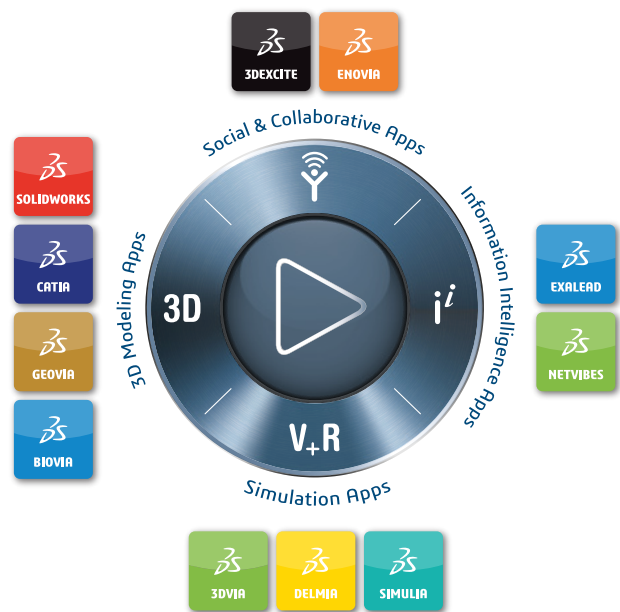 3DEXCITE
ENOVIA
Social & Collaborative Apps
SOLIDWORKS
CATIA
GEOVIA
BIOVIA
3D Modeling Apps
3D
iⁱ
Information Intelligence Apps
EXALEAD
NETVIBES
V+R
Simulation Apps
3DVIA
DELMIA
SIMULIA